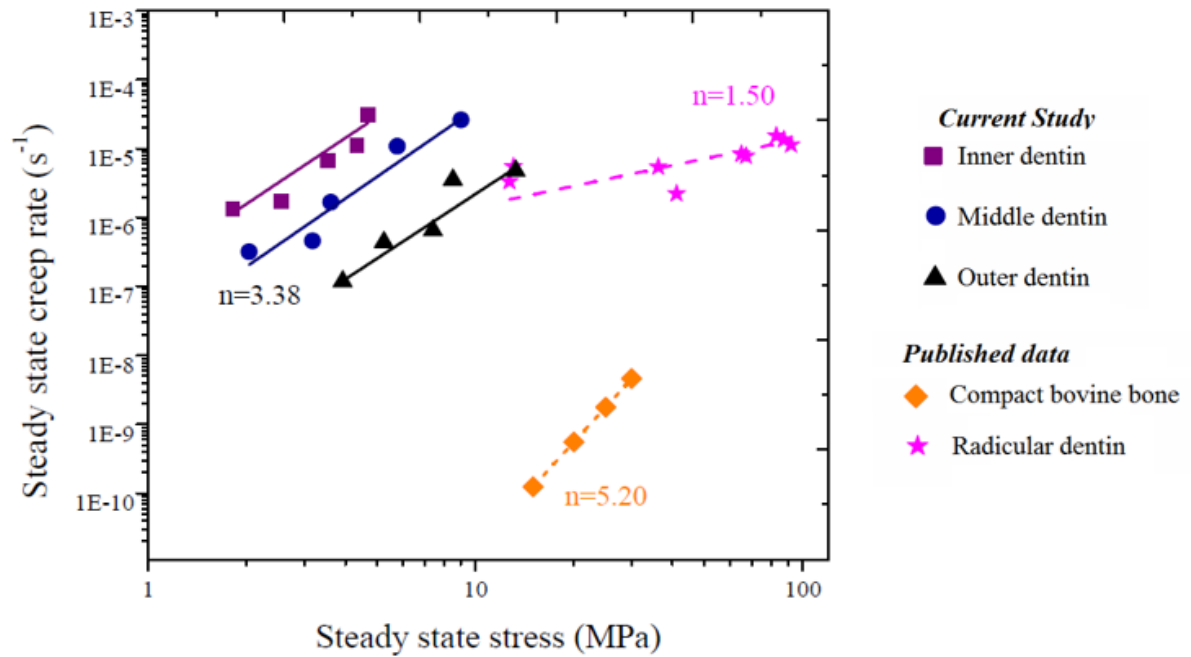 Steady state creep rate (s-1)
1E-3
1E-4
1E-5
1E-6
1E-7
1E-8
1E-9
1E-10
n=1.50
n=3.38
n=5.20
1
10
100
Steady state stress (MPa)
Current Study
Inner dentin
Middle dentin
Outer dentin
Published data
Compact bovine bone
Radicular dentin